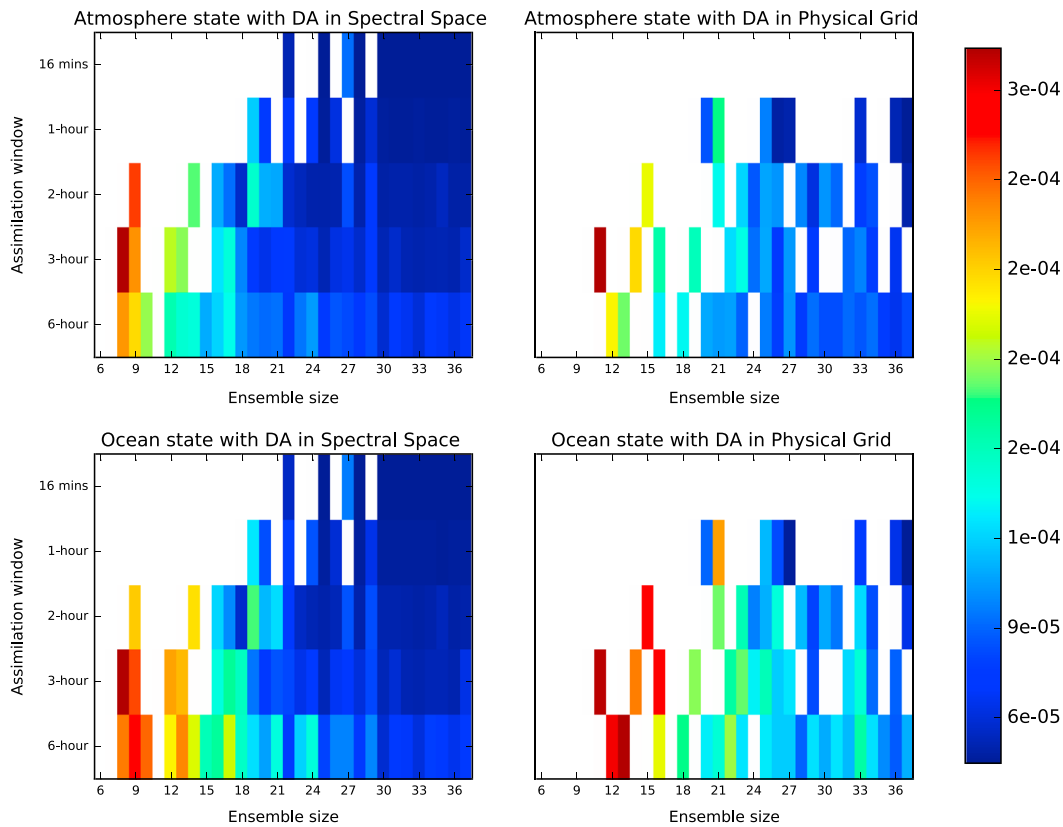 Atmosphere state with DA in Spectral Space
Atmosphere state with DA in Physical Grid
Assimilation window
16 mins
1-hour
2-hour
3-hour
6-hour
6 9 12 15 18 21 24 27 30 33 36
Ensemble size
6 9 12 15 18 21 24 27 30 33 36
Ensemble size
Ocean state with DA in Spectral Space
Ocean state with DA in Physical Grid
Assimilation window
16 mins
1-hour
2-hour
3-hour
6-hour
6 9 12 15 18 21 24 27 30 33 36
Ensemble size
6 9 12 15 18 21 24 27 30 33 36
Ensemble size
3e-04
2e-04
2e-04
2e-04
2e-04
1e-04
9e-05
6e-05